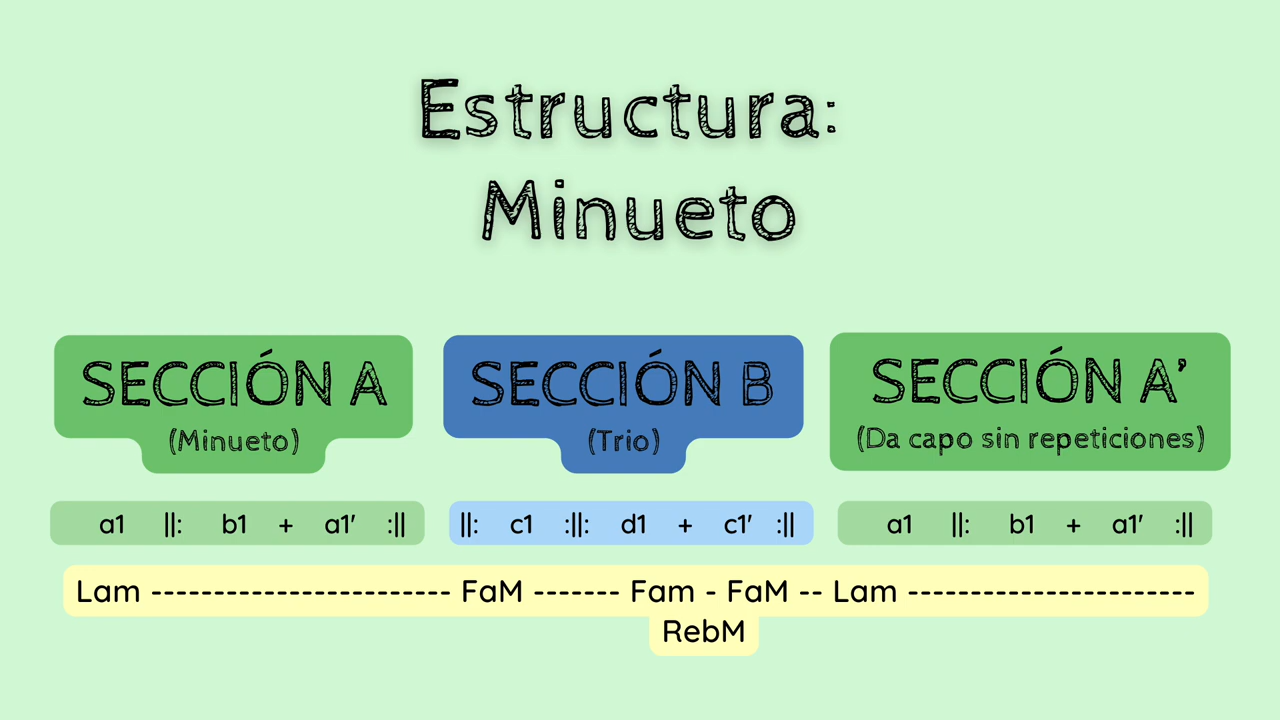 Estructura:
Minueto
SECCIÓN A
(Minueto)
SECCIÓN B
(Trio)
SECCIÓN A’
(Da capo sin repeticiones)
a1 ||: b1 + a1’ :||
||: c1 :||: d1 + c1’ :||
a1 ||: b1 + a1’ :||
Lam ------------------------ FaM ------- Fam - FaM -- Lam -----------------------
RebM